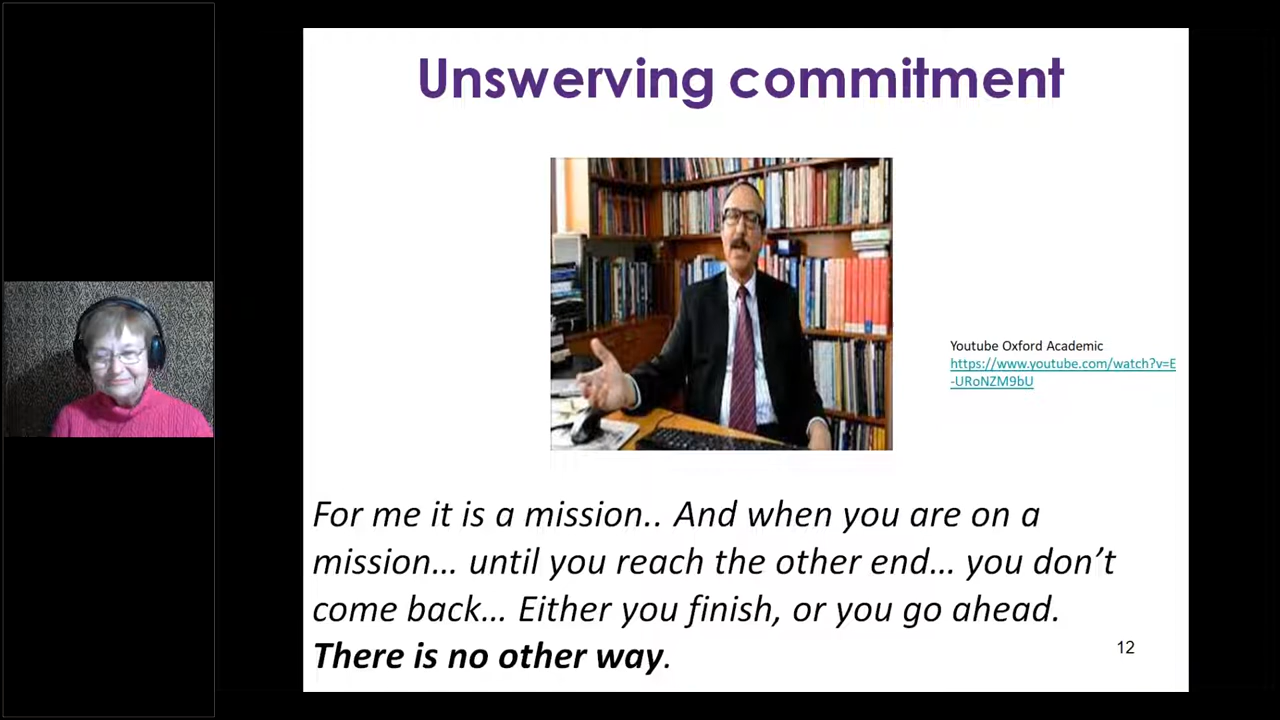 Unswerving commitment
Youtube Oxford Academic
https://www.youtube.com/watch?v=E
-URoNZM9bU
For me it is a mission.. And when you are on a
mission… until you reach the other end… you don’t
come back… Either you finish, or you go ahead.
There is no other way.
12